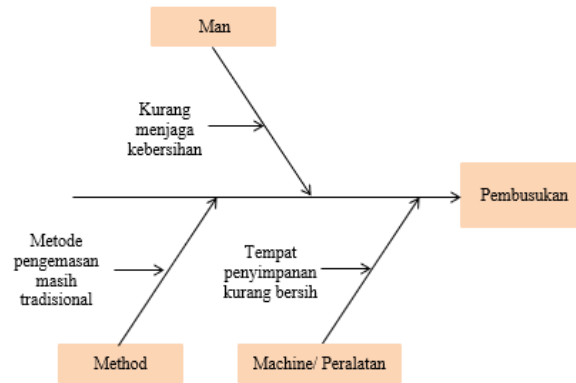 Man
Kurang
menjaga
kebersihan
Pembusukan
Metode
pengemasan
masih
tradisional
Tempat
penyimpanan
kurang bersih
Method
Machine/ Peralatan